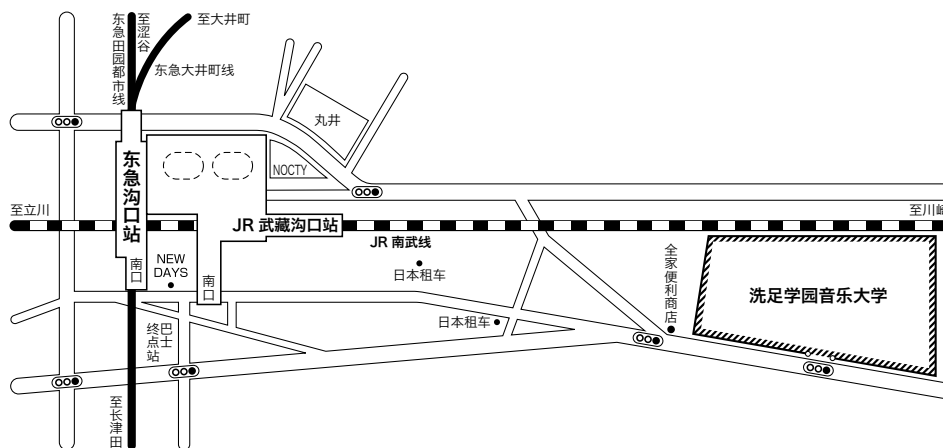 至涩谷
东急田园都市线
至大井町
东急大井町线
丸井
NOCTY
东急沟口站
至立川
JR 武藏沟口站
至川崎
JR 南武线
南口
NEW
DAYS
南口
日本租车
全家便利商店
洗足学园音乐大学
日本租车
巴士
终点站
至长津田